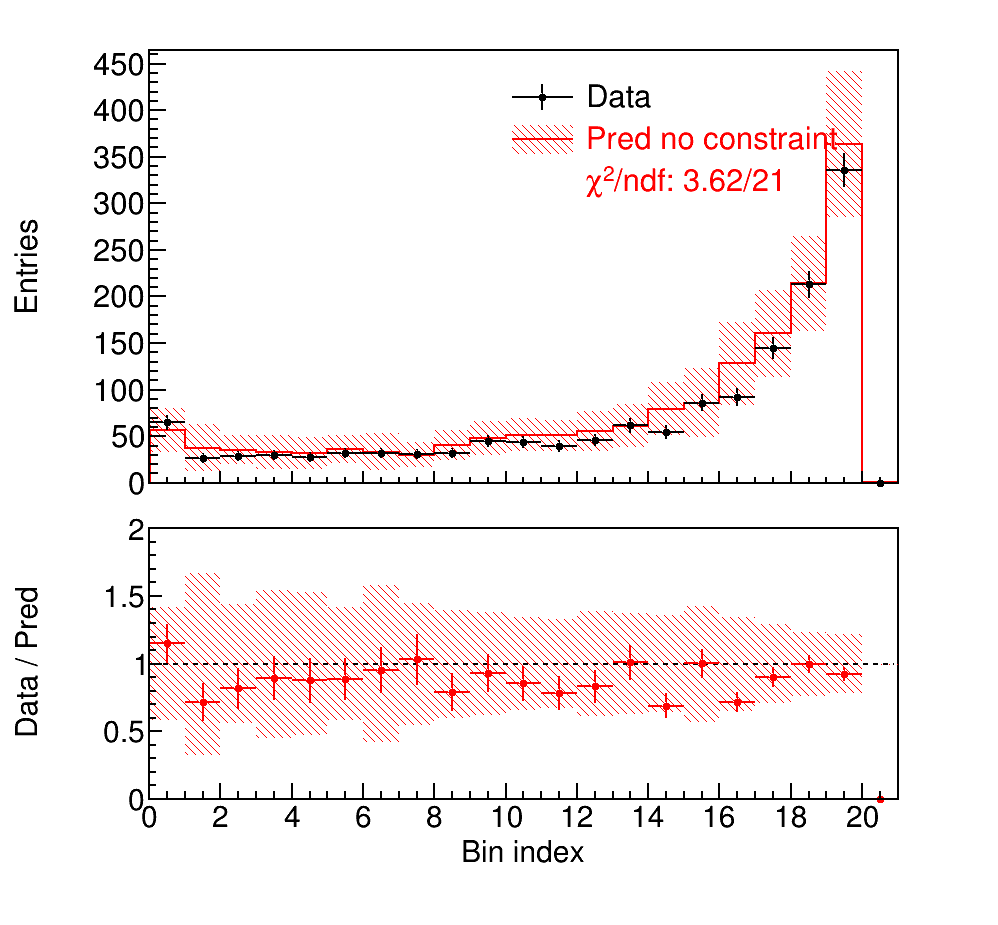 450
400
350
300
250
200
150
100
50
0
Entries
Data
Pred no constraint
χ²/ndf: 3.62/21
2
1.5
1
0.5
0
Data / Pred
0 2 4 6 8 10 12 14 16 18 20
Bin index